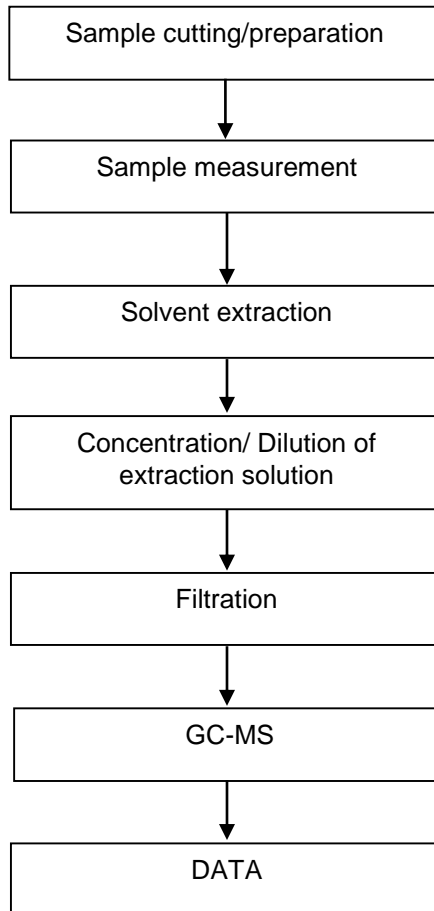 Sample cutting/preparation
Sample measurement
Solvent extraction
Concentration/ Dilution of
extraction solution
Filtration
GC-MS
DATA